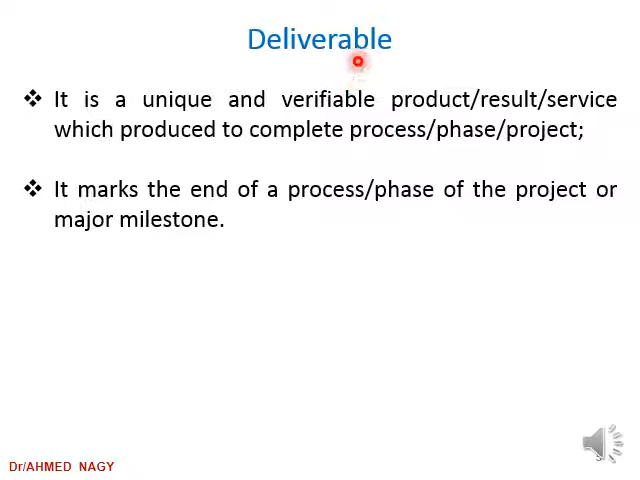 Deliverable
❖ It is a unique and verifiable product/result/service
which produced to complete process/phase/project;
❖ It marks the end of a process/phase of the project or
major milestone.
Dr/AHMED NAGY